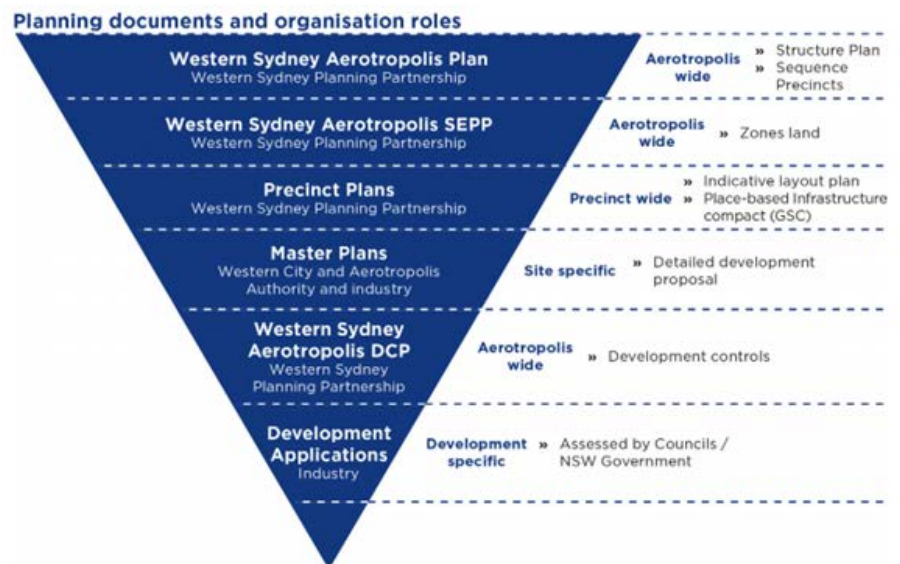 Planning documents and organisation roles
Western Sydney Aerotropolis Plan
Western Sydney Planning Partnership
Aerotropolis
wide
» Structure Plan
» Sequence
Precincts
Western Sydney Aerotropolis SEPP
Western Sydney Planning Partnership
Aerotropolis
wide
» Zones land
Precinct Plans
Western Sydney Planning Partnership
Precinct wide
» Indicative layout plan
» Place-based Infrastructure
compact (GSC)
Master Plans
Western City and Aerotropolis
Authority and industry
Site specific
» Detailed development
proposal
Western Sydney
Aerotropolis DCP
Western Sydney
Planning Partnership
Aerotropolis
wide
» Development controls
Development
Applications
Industry
Development
specific
» Assessed by Councils /
NSW Government